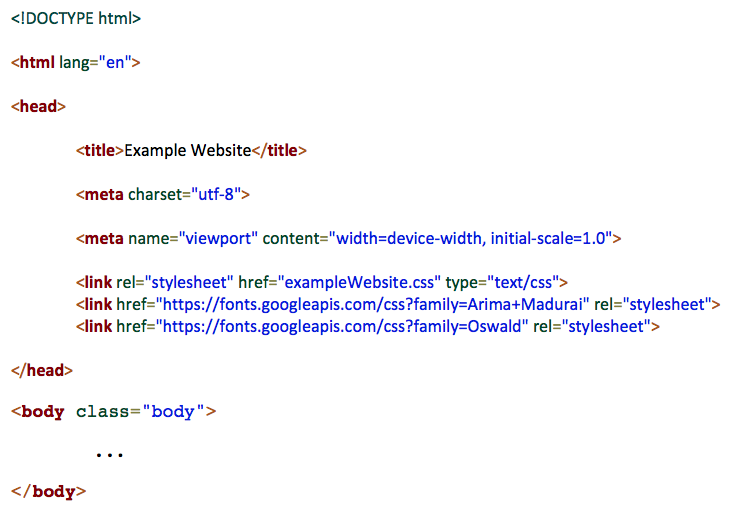 <!DOCTYPE html>
<html lang="en">
<head>
<title>Example Website</title>
<meta charset="utf-8">
<meta name="viewport" content="width=device-width, initial-scale=1.0">
<link rel="stylesheet" href="exampleWebsite.css" type="text/css">
<link href="https://fonts.googleapis.com/css?family=Arima+Madurai" rel="stylesheet">
<link href="https://fonts.googleapis.com/css?family=Oswald" rel="stylesheet">
</head>
<body class="body">
...
</body>